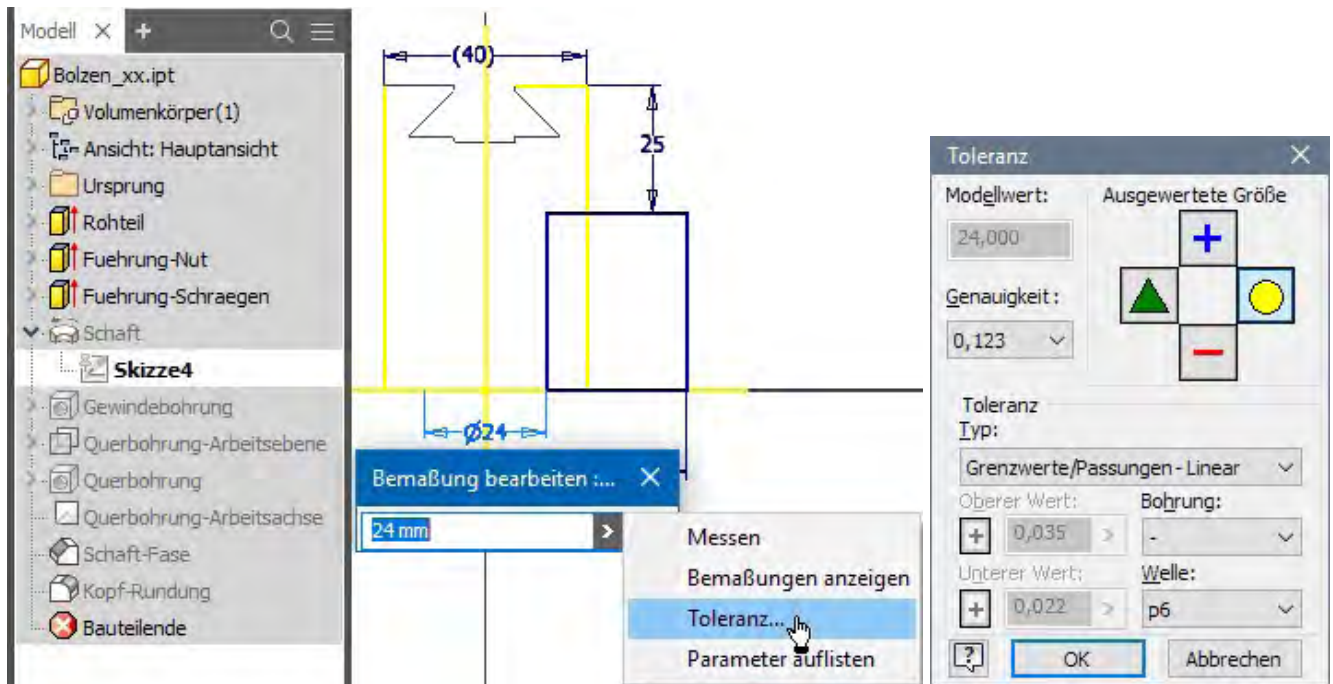 Modell
Bolzen_xx.ipt
Volumenkörper(1)
Ansicht: Hauptansicht
Ursprung
Rohteil
Fuehrung-Nut
Fuehrung-Schraegen
Schaft
Skizze4
Gewindebohrung
Querbohrung-Arbeitsebene
Querbohrung
Querbohrung-Arbeitsachse
Schaft-Fase
Kopf-Rundung
Bauteilende
(40)
25
Ø24
Bemaßung bearbeiten :...
24 mm
Messen
Bemaßungen anzeigen
Toleranz...
Parameter auflisten
Toleranz
Modellwert:
Ausgewertete Größe
24,000
Genauigkeit:
0,123
Toleranz
Typ:
Grenzwerte/Passungen - Linear
Oberer Wert:
Bohrung:
0,035
-
Unterer Wert:
Welle:
0,022
p6
OK
Abbrechen